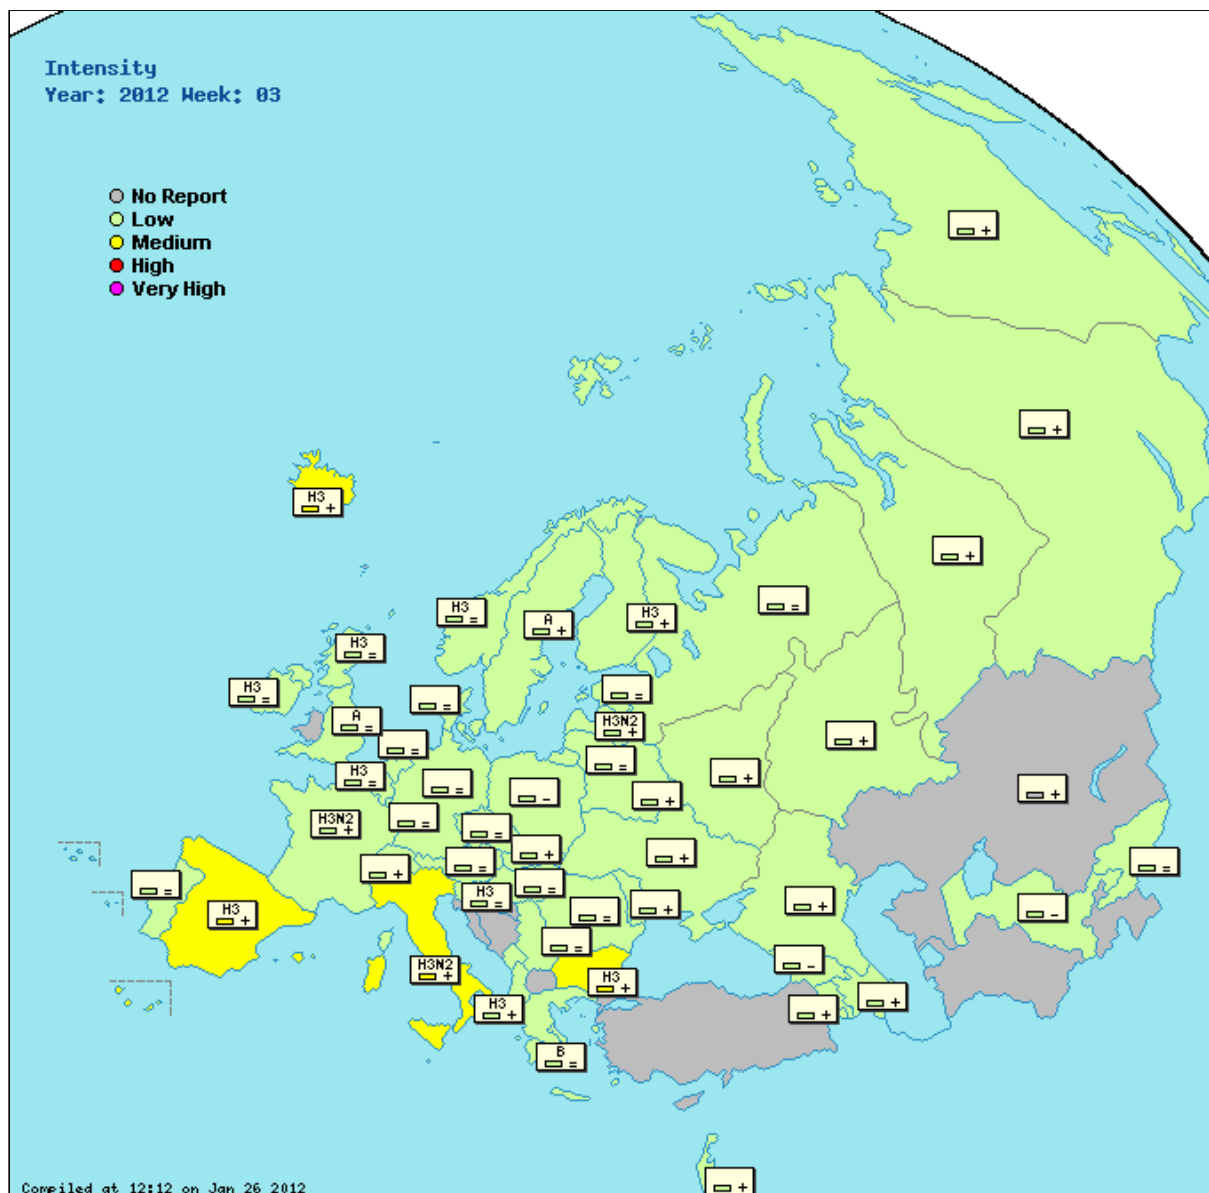 Intensity
Year: 2012 Week: 03
No Report
Low
Medium
High
Very High
+
+
H3
+
+
=
H3
=
A
+
H3
+
H3
=
H3
=
=
=
A
=
H3N2
+
=
+
=
H3
=
=
+
=
-
+
+
H3N2
+
=
=
+
+
+
=
=
=
=
H3
=
+
+
-
H3
+
=
+
=
H3N2
+
H3
+
-
+
H3
+
+
B
=
+
Compiled at 12:12 on Jan 26 2012